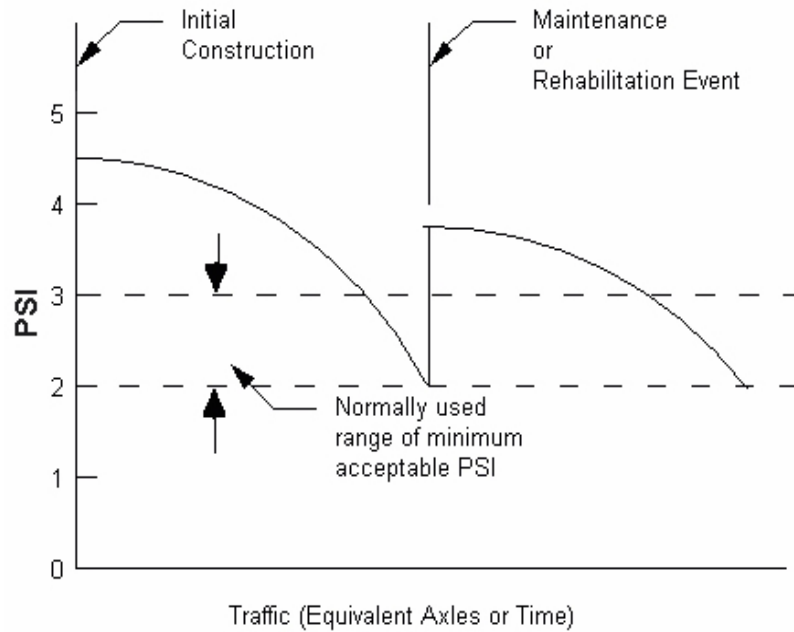 Initial
Construction
Maintenance
or
Rehabilitation Event
5
4
3
2
1
0
PSI
Normally used
range of minimum
acceptable PSI
Traffic (Equivalent Axles or Time)